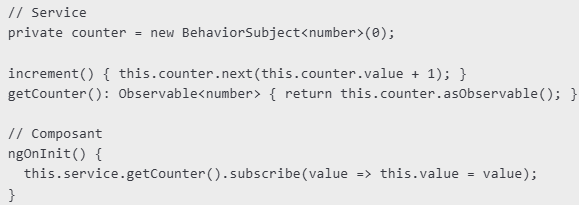 // Service
private counter = new BehaviorSubject<number>(0);

increment() { this.counter.next(this.counter.value + 1); }
getCounter(): Observable<number> { return this.counter.asObservable(); }

// Composant
ngOnInit() {
  this.service.getCounter().subscribe(value => this.value = value);
}